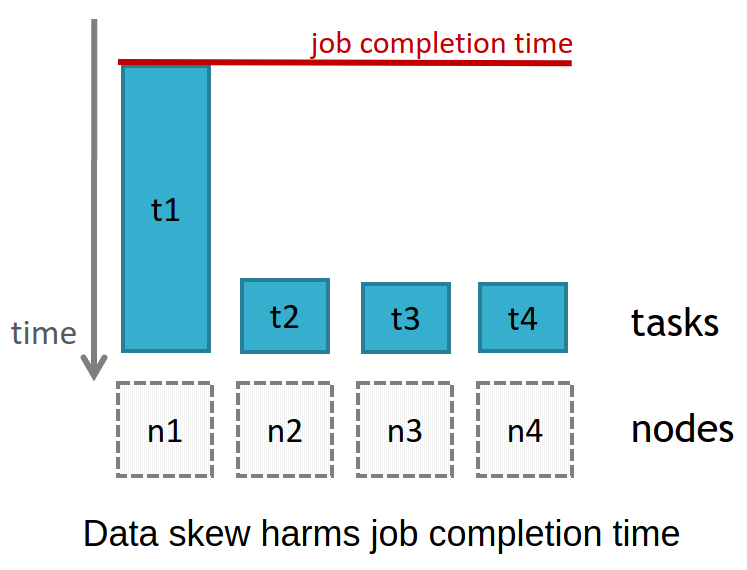 job completion time
t1
t2
t3
t4
tasks
time
n1
n2
n3
n4
nodes
Data skew harms job completion time